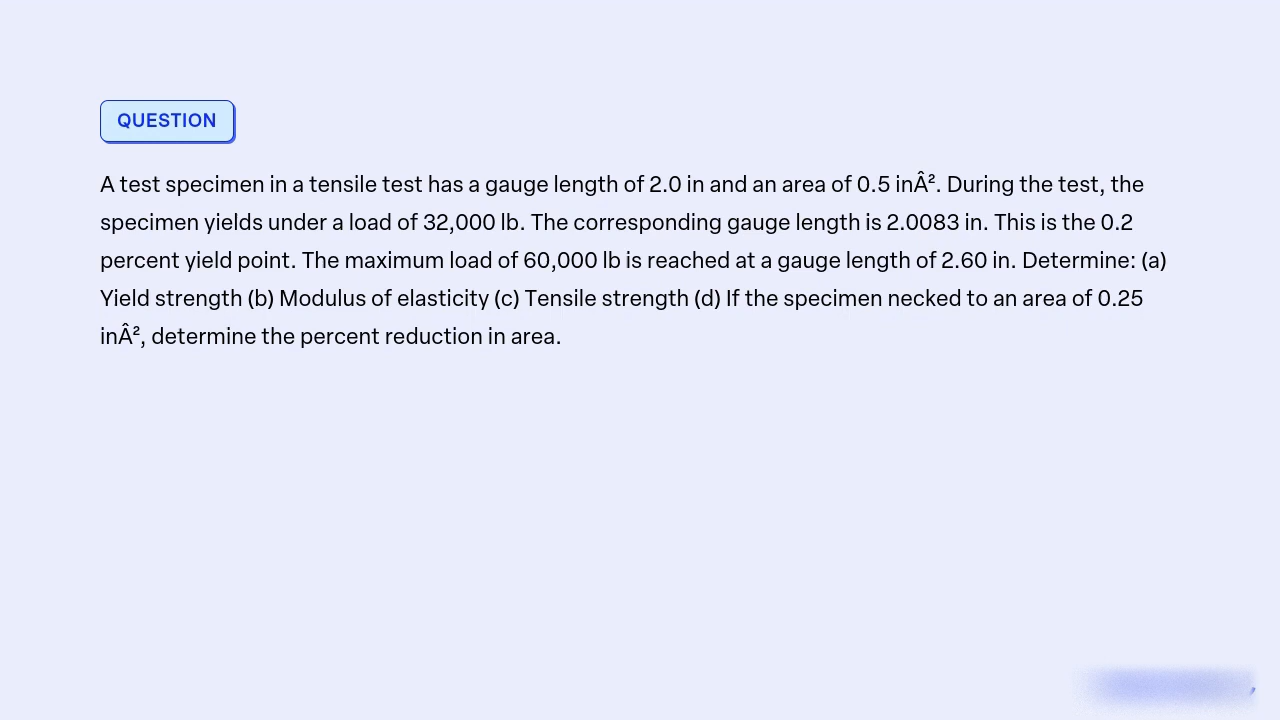 QUESTION
A test specimen in a tensile test has a gauge length of 2.0 in and an area of 0.5 inÂ². During the test, the
specimen yields under a load of 32,000 lb. The corresponding gauge length is 2.0083 in. This is the 0.2
percent yield point. The maximum load of 60,000 lb is reached at a gauge length of 2.60 in. Determine: (a)
Yield strength (b) Modulus of elasticity (c) Tensile strength (d) If the specimen necked to an area of 0.25
inÂ², determine the percent reduction in area.